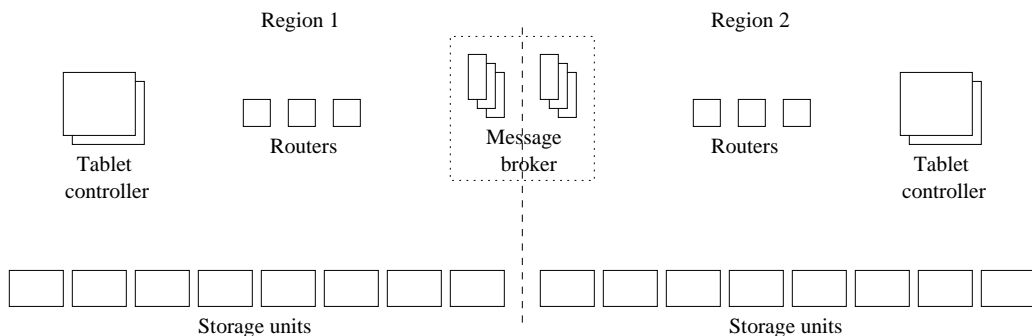 Region 1
Region 2
Tablet
controller
Routers
Message
broker
Routers
Tablet
controller
Storage units
Storage units